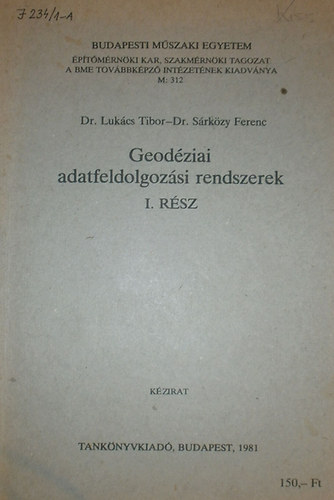 J 234/1-A
BUDAPESTI MŰSZAKI EGYETEM
ÉPÍTŐMÉRNÖKI KAR, SZAKMÉRNÖKI TAGOZAT
A BME TOVÁBBKÉPZŐ INTÉZETÉNEK KIADVÁNYA
M: 312
Dr. Lukács Tibor–Dr. Sárközy Ferenc
Geodéziai
adatfeldolgozási rendszerek
I. RÉSZ
KÉZIRAT
TANKÖNYVKIADÓ, BUDAPEST, 1981
150,– Ft